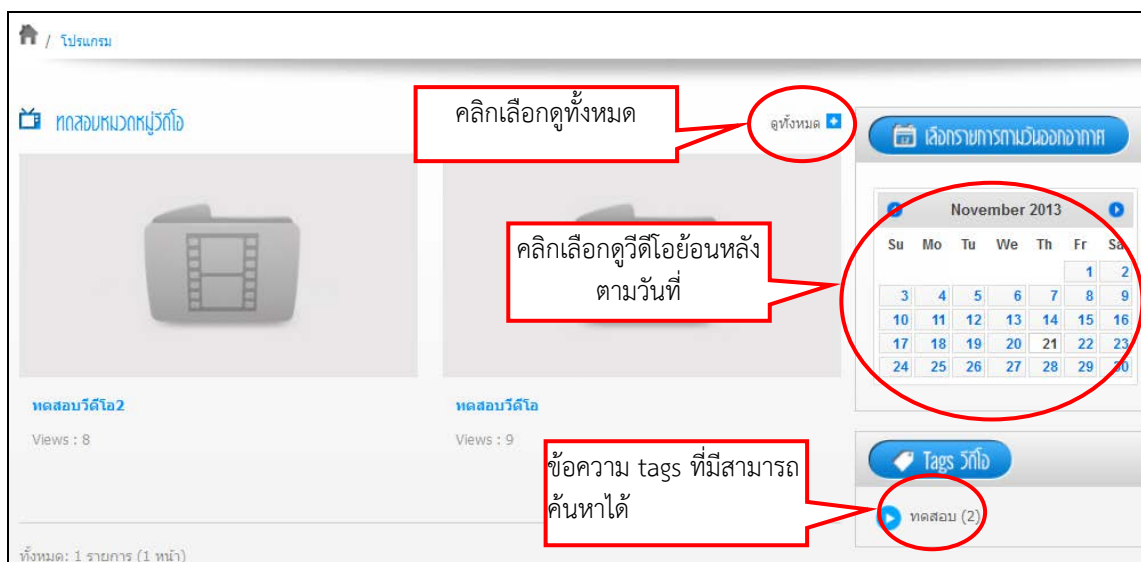 / โปรแกรม
ทดสอบหมวดหมู่วีดีโอ
คลิกเลือกดูทั้งหมด
ดูทั้งหมด
เลือกรายการตามวันออกอากาศ
November 2013
Su Mo Tu We Th Fr Sa
1 2
3 4 5 6 7 8 9
10 11 12 13 14 15 16
17 18 19 20 21 22 23
24 25 26 27 28 29 30
คลิกเลือกดูวีดีโอย้อนหลัง
ตามวันที่
ทดสอบวีดีโอ2
Views : 8
ทดสอบวีดีโอ
Views : 9
ข้อความ tags ที่มีสามารถ
ค้นหาได้
Tags วีดีโอ
ทดสอบ (2)
ทั้งหมด: 1 รายการ (1 หน้า)